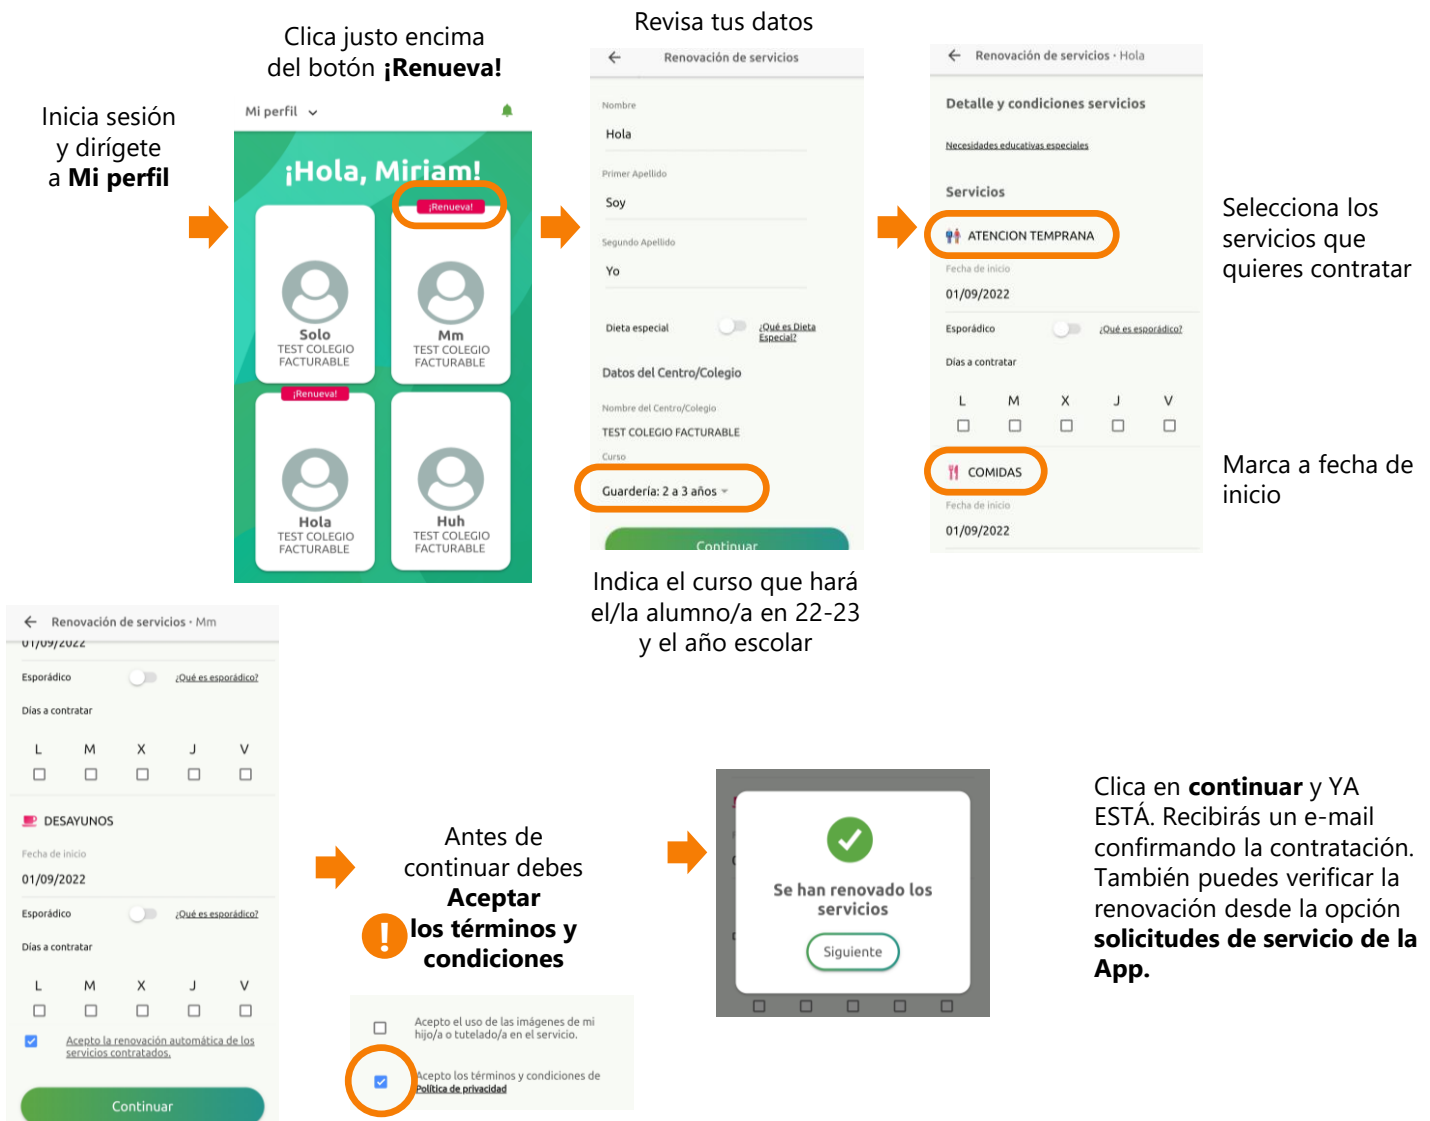 Inicia sesión
y dirígete
a Mi perfil
Clica justo encima
del botón ¡Renueva!
Mi perfil
¡Hola, Miriam!
¡Renueva!
Solo
TEST COLEGIO
FACTURABLE
Mm
TEST COLEGIO
FACTURABLE
¡Renueva!
Hola
TEST COLEGIO
FACTURABLE
Huh
TEST COLEGIO
FACTURABLE
Revisa tus datos
Renovación de servicios
Nombre
Hola
Primer Apellido
Soy
Segundo Apellido
Yo
Dieta especial
¿Qué es Dieta
Especial?
Datos del Centro/Colegio
Nombre del Centro/Colegio
TEST COLEGIO FACTURABLE
Curso
Guardería: 2 a 3 años
Continuar
Indica el curso que hará
el/la alumno/a en 22-23
y el año escolar
Renovación de servicios · Hola
Detalle y condiciones servicios
Necesidades educativas especiales
Servicios
ATENCION TEMPRANA
Fecha de inicio
01/09/2022
Esporádico
¿Qué es esporádico?
Días a contratar
L M X J V
COMIDAS
Fecha de inicio
01/09/2022
Selecciona los
servicios que
quieres contratar
Marca a fecha de
inicio
Renovación de servicios · Mm
01/09/2022
Esporádico
¿Qué es esporádico?
Días a contratar
L M X J V
DESAYUNOS
Fecha de inicio
01/09/2022
Esporádico
¿Qué es esporádico?
Días a contratar
L M X J V
Acepto la renovación automática de los
servicios contratados.
Continuar
Antes de
continuar debes
Aceptar
los términos y
condiciones
Acepto el uso de las imágenes de mi
hijo/a o tutelado/a en el servicio.
Acepto los términos y condiciones de
Política de privacidad
Se han renovado los
servicios
Siguiente
Clica en continuar y YA
ESTÁ. Recibirás un e-mail
confirmando la contratación.
También puedes verificar la
renovación desde la opción
solicitudes de servicio de la
App.